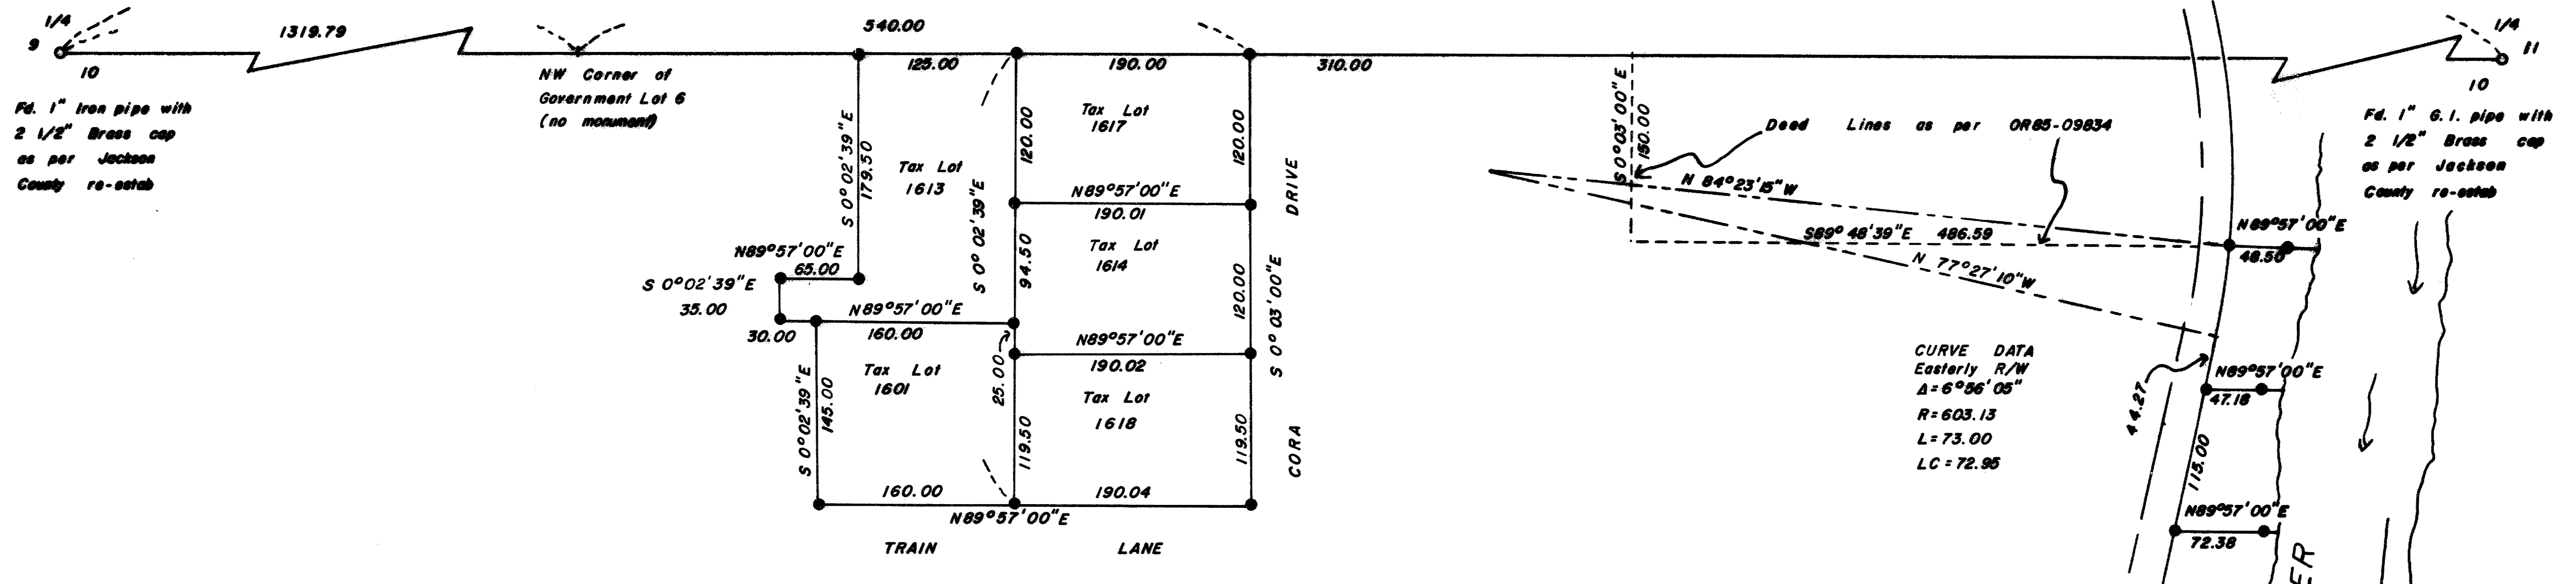 1/4
9
10
1319.79
540.00
1/4
11
10
Fd. 1" Iron pipe with
2 1/2" Brass cap
as per Jackson
County re-estab
NW Corner of
Government Lot 6
(no monument)
125.00
190.00
310.00
Fd. 1" G.I. pipe with
2 1/2" Brass cap
as per Jackson
County re-estab
S 0°02'39"E
179.50
Tax Lot
1613
S 0°02'39"E
120.00
Tax Lot
1617
120.00
N89°57'00"E
190.01
94.50
Tax Lot
1614
120.00
S 0°03'00"E
CORA DRIVE
N89°57'00"E
65.00
S 0°02'39"E
35.00
30.00
N89°57'00"E
160.00
25.00
N89°57'00"E
190.02
S 0°02'39"E
145.00
Tax Lot
1601
119.50
Tax Lot
1618
119.50
160.00
190.04
N89°57'00"E
TRAIN LANE
S 0°03'00"E
150.00
Deed Lines as per OR85-09834
N 84°23'15"W
S89°48'39"E 486.59
N 77°27'10"W
N89°57'00"E
48.50
CURVE DATA
Easterly R/W
Δ=6°56'05"
R=603.13
L=73.00
LC=72.95
44.27
N89°57'00"E
47.18
115.00
N89°57'00"E
72.38
ER